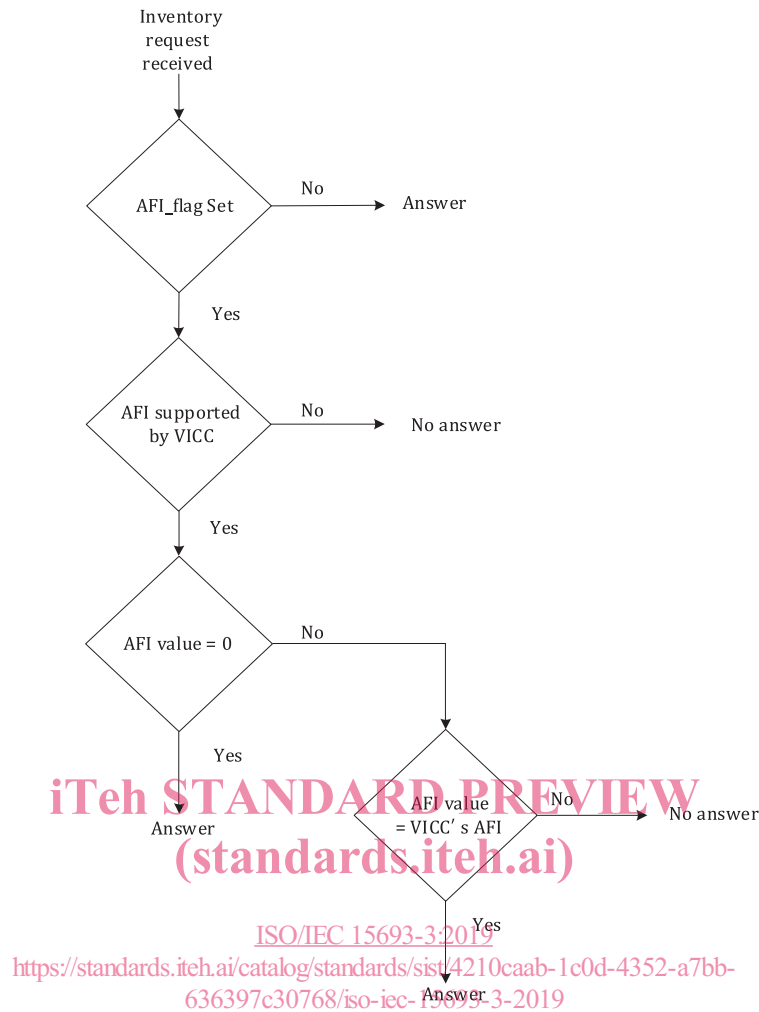 Inventory
request
received
AFI_flag Set
No
Answer
Yes
AFI supported
by VICC
No
No answer
Yes
AFI value = 0
No
Yes
Answer
AFI value
= VICC′ s AFI
No
No answer
Yes
Answer
iTeh STANDARD PREVIEW
(standards.iteh.ai)
ISO/IEC 15693-3:2019
https://standards.iteh.ai/catalog/standards/sist/4210caab-1c0d-4352-a7bb-
636397c30768/iso-iec-15693-3-2019